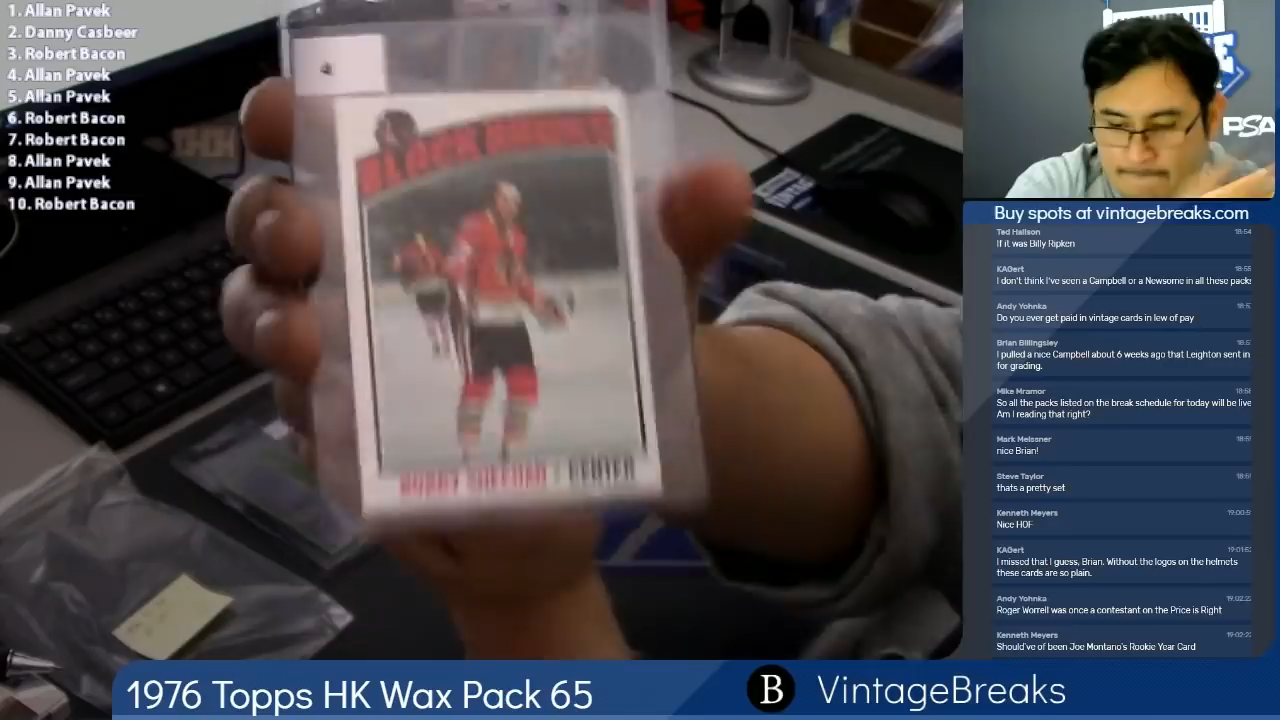 1. Allan Pavek
2. Danny Casbeer
3. Robert Bacon
4. Allan Pavek
5. Allan Pavek
6. Robert Bacon
7. Robert Bacon
8. Allan Pavek
9. Allan Pavek
10. Robert Bacon
BLACK HAWKS
CENTER
PSA
Buy spots at vintagebreaks.com
Ted Hallson
If it was Billy Ripken
KAGert
I don't think I've seen a Campbell or a Newsome in all these packs
Andy Yohnka
Do you ever get paid in vintage cards in lew of pay
Brian Billingsley
I pulled a nice Campbell about 6 weeks ago that Leighton sent in
for grading.
Mike Mramor
So all the packs listed on the break schedule for today will be live
Am I reading that right?
Mark Meissner
nice Brian!
Steve Taylor
thats a pretty set
Kenneth Meyers
Nice HOF
KAGert
I missed that I guess, Brian. Without the logos on the helmets
these cards are so plain.
Andy Yohnka
Roger Worrell was once a contestant on the Price is Right
Kenneth Meyers
Should've of been Joe Montano's Rookie Year Card
1976 Topps HK Wax Pack 65
B VintageBreaks